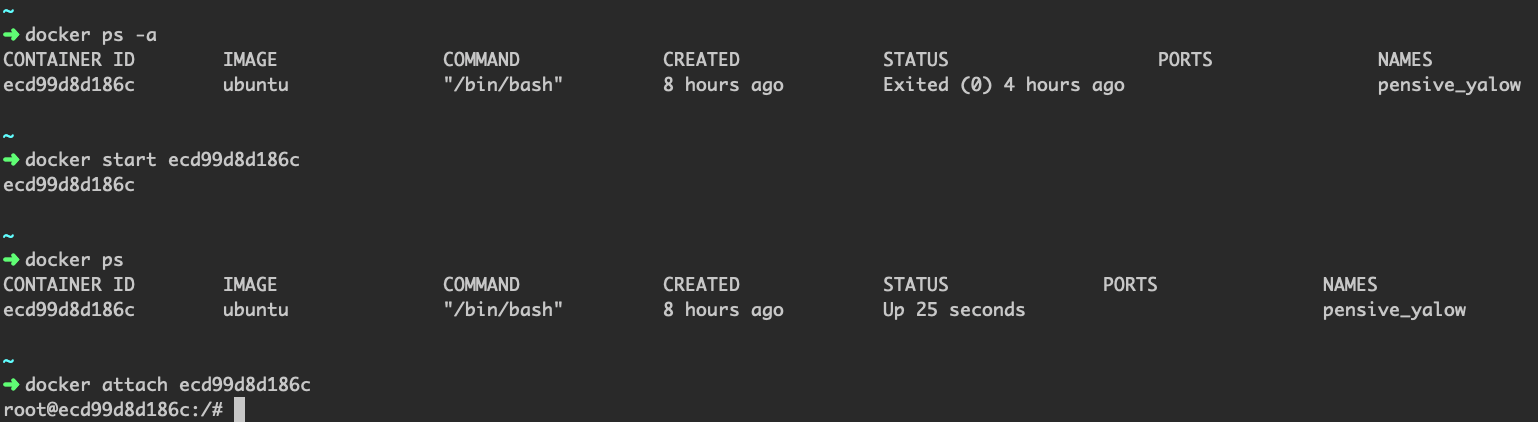 ~
➜ docker ps -a
CONTAINER ID IMAGE COMMAND CREATED STATUS PORTS NAMES
ecd99d8d186c ubuntu "/bin/bash" 8 hours ago Exited (0) 4 hours ago pensive_yalow
~
➜ docker start ecd99d8d186c
ecd99d8d186c
~
➜ docker ps
CONTAINER ID IMAGE COMMAND CREATED STATUS PORTS NAMES
ecd99d8d186c ubuntu "/bin/bash" 8 hours ago Up 25 seconds pensive_yalow
~
➜ docker attach ecd99d8d186c
root@ecd99d8d186c:/#